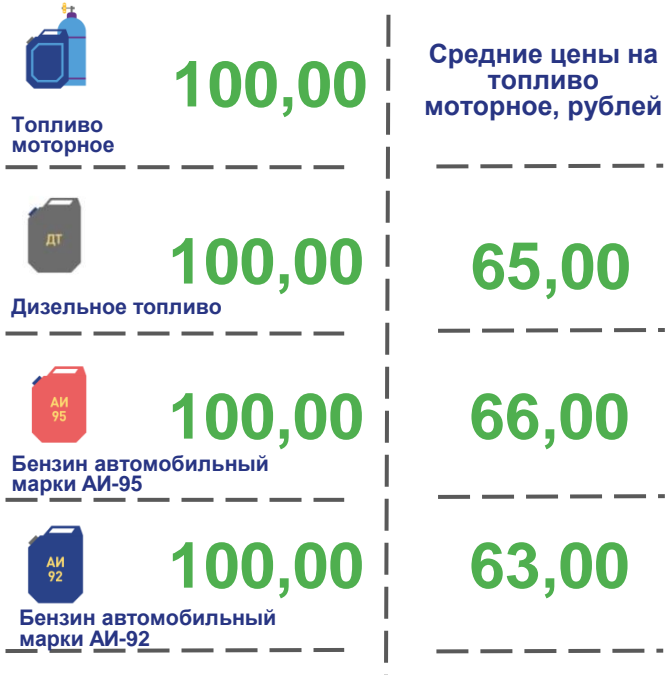 100,00
Топливо
моторное
Средние цены на
топливо
моторное, рублей
ДТ
100,00
65,00
Дизельное топливо
АИ
95
100,00
66,00
Бензин автомобильный
марки АИ-95
АИ
92
100,00
63,00
Бензин автомобильный
марки АИ-92